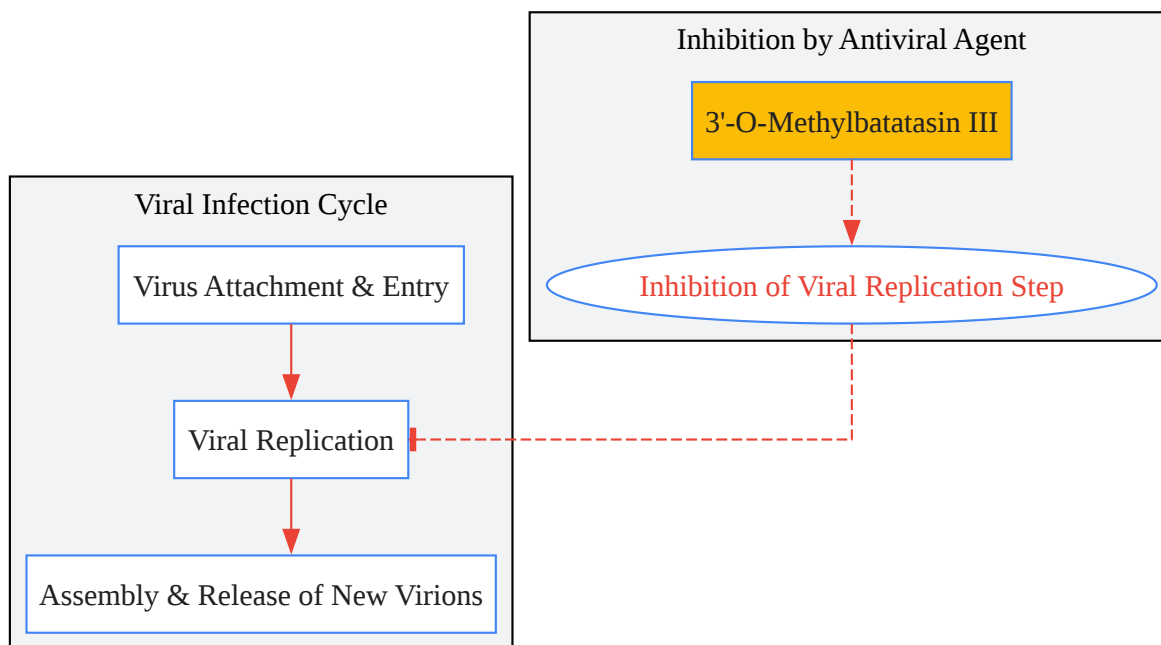 Inhibition by Antiviral Agent
3'-O-Methylbatatasin III
Inhibition of Viral Replication Step
Viral Infection Cycle
Virus Attachment & Entry
Viral Replication
Assembly & Release of New Virions